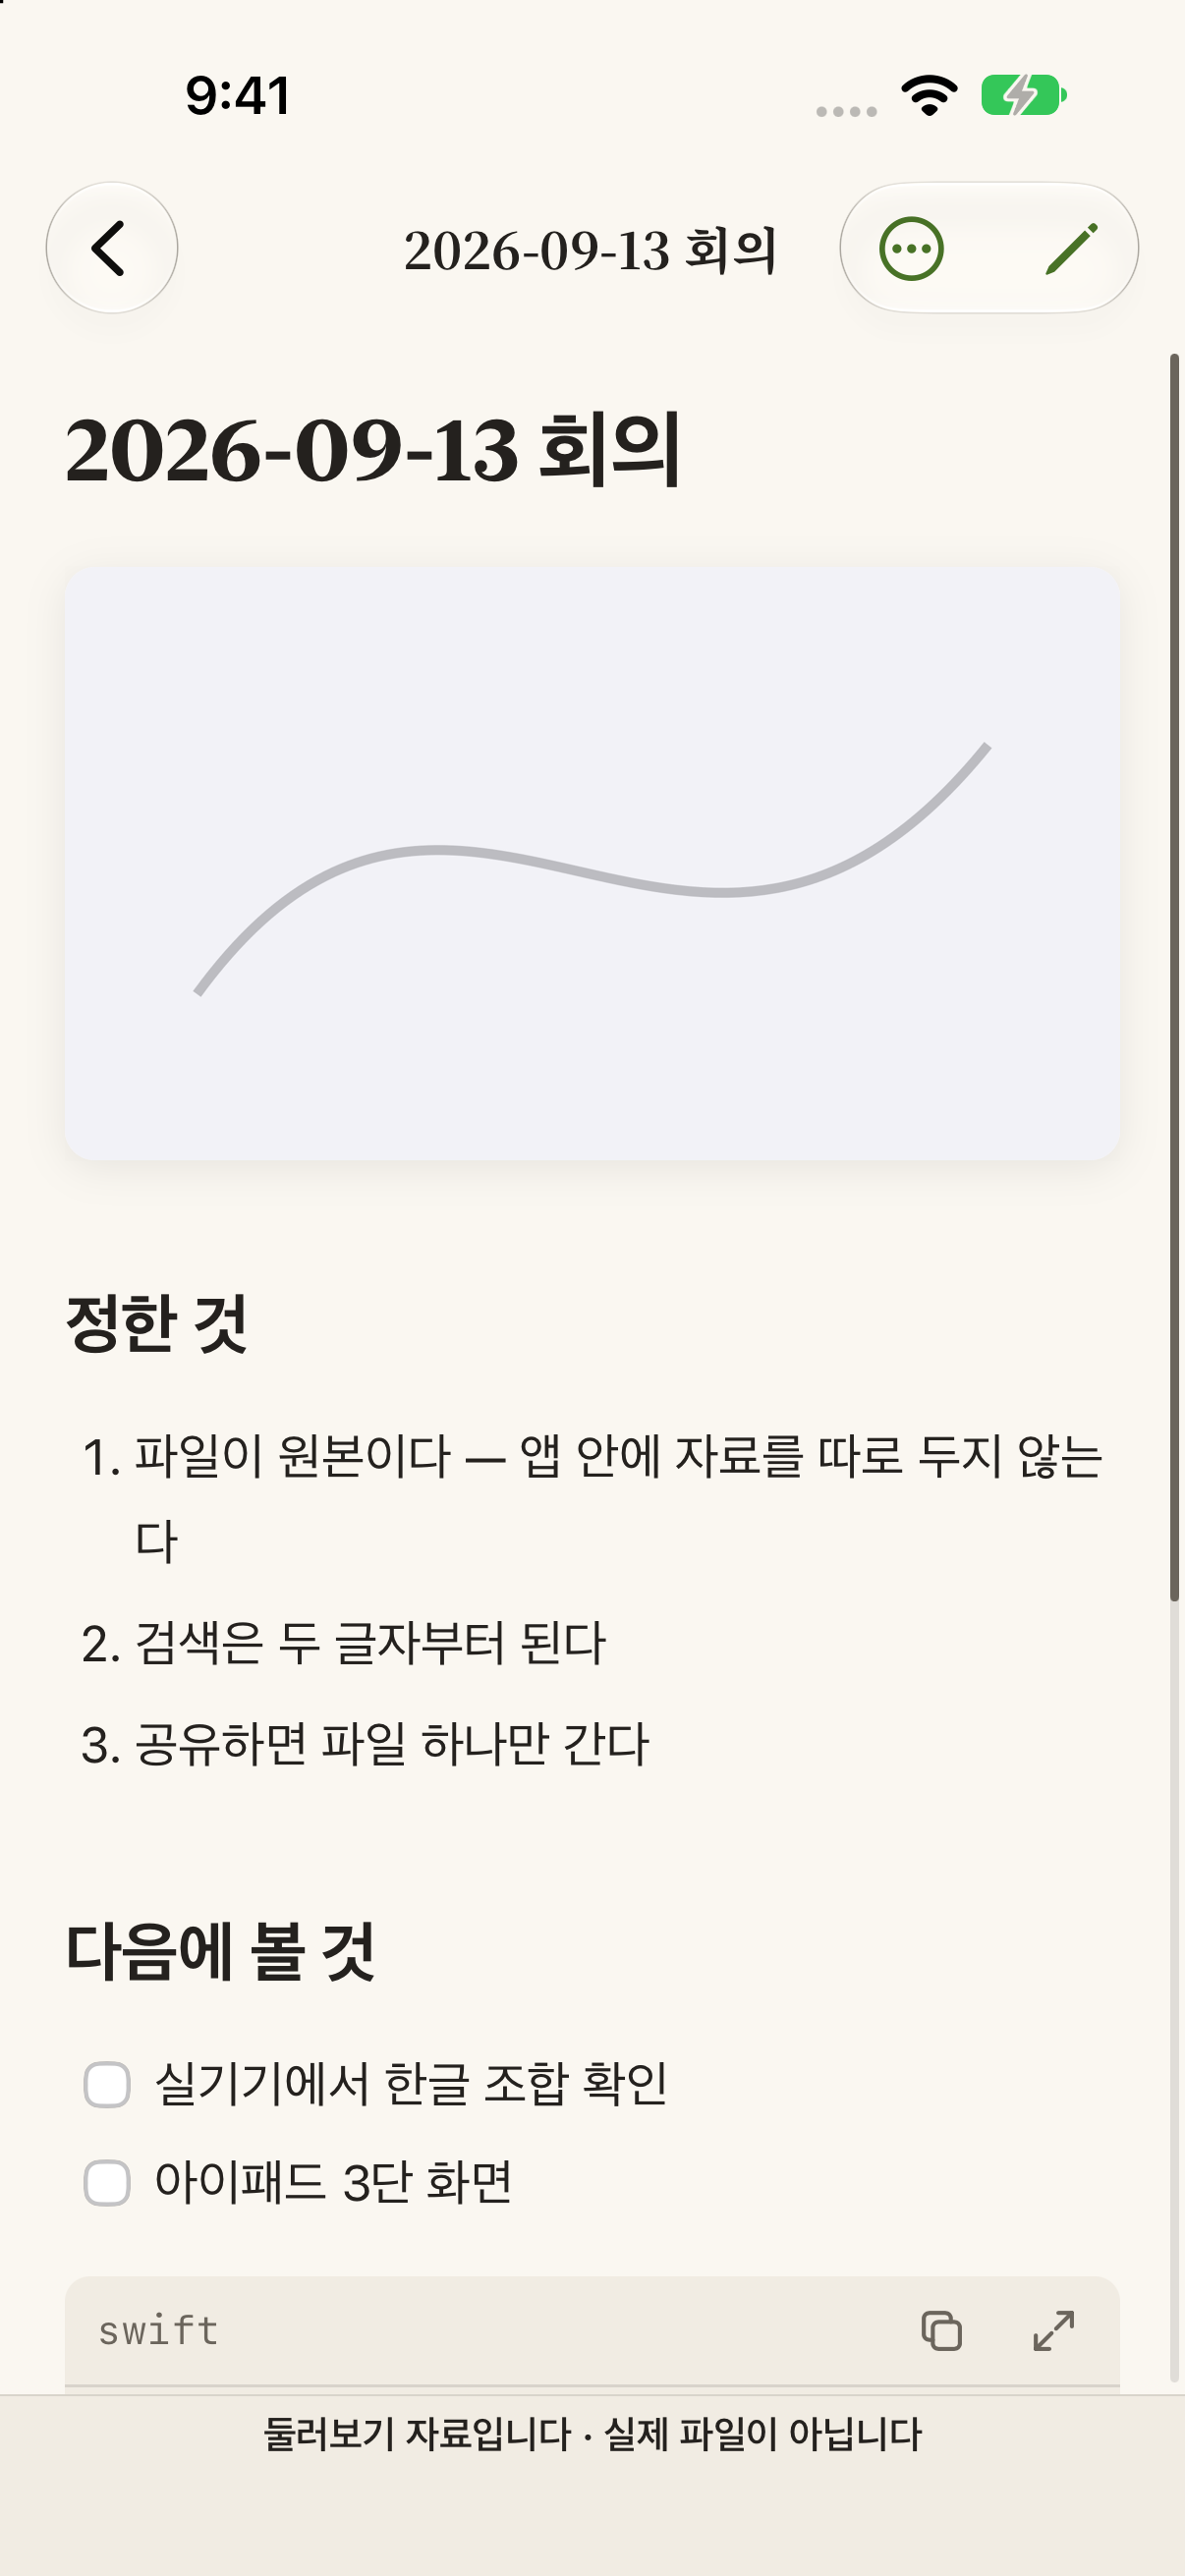 9:41
2026-09-13 회의
2026-09-13 회의
정한 것
1. 파일이 원본이다 — 앱 안에 자료를 따로 두지 않는
다
2. 검색은 두 글자부터 된다
3. 공유하면 파일 하나만 간다
다음에 볼 것
실기기에서 한글 조합 확인
아이패드 3단 화면
swift
둘러보기 자료입니다 · 실제 파일이 아닙니다